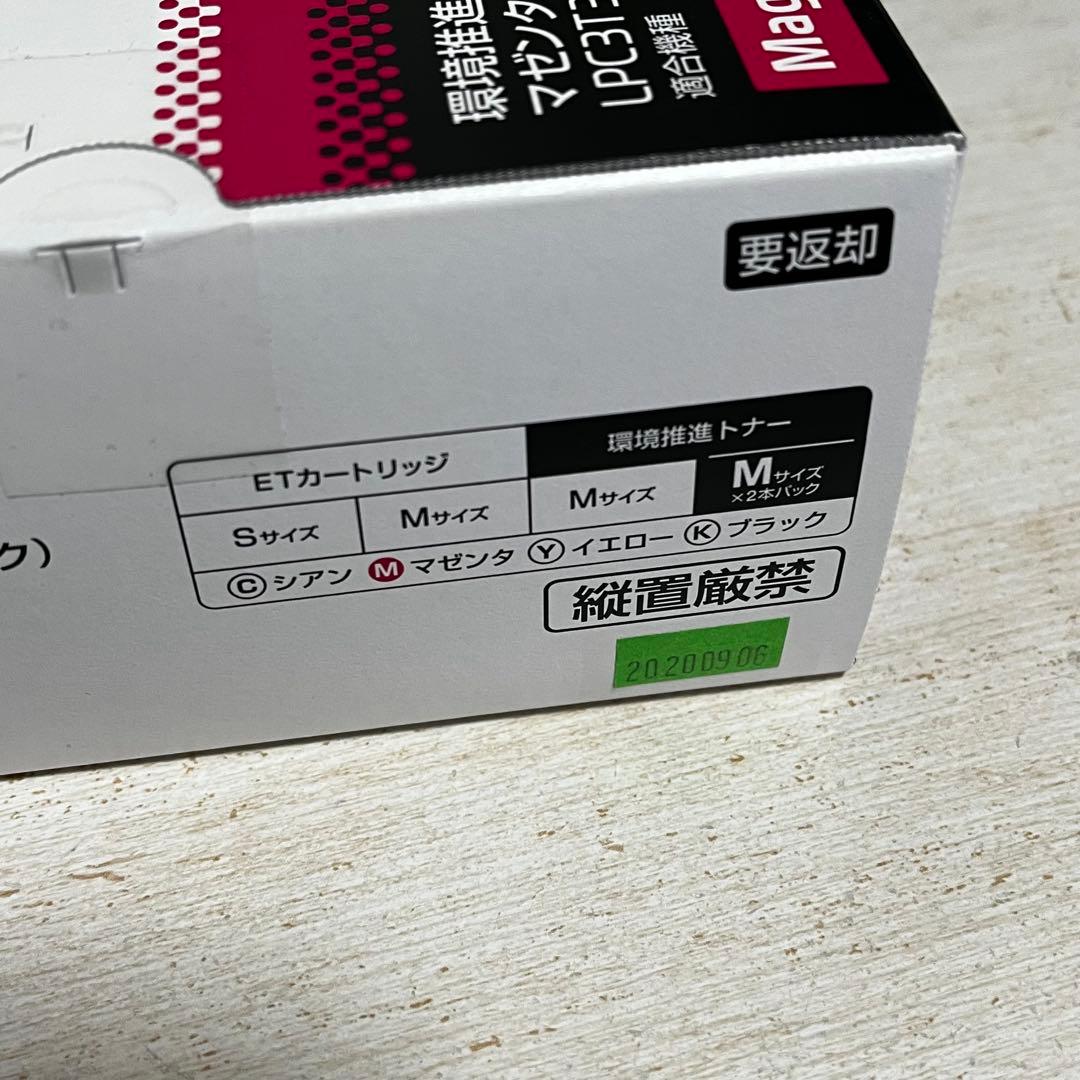 環境推進
マゼンタ
LPC3T3
適合機種
Mag
要返却
ETカートリッジ
環境推進トナー
Sサイズ
Mサイズ
Mサイズ
Mサイズ
×2本パック
Cシアン Mマゼンタ Yイエロー Kブラック
縦置厳禁
20.200906
ク）